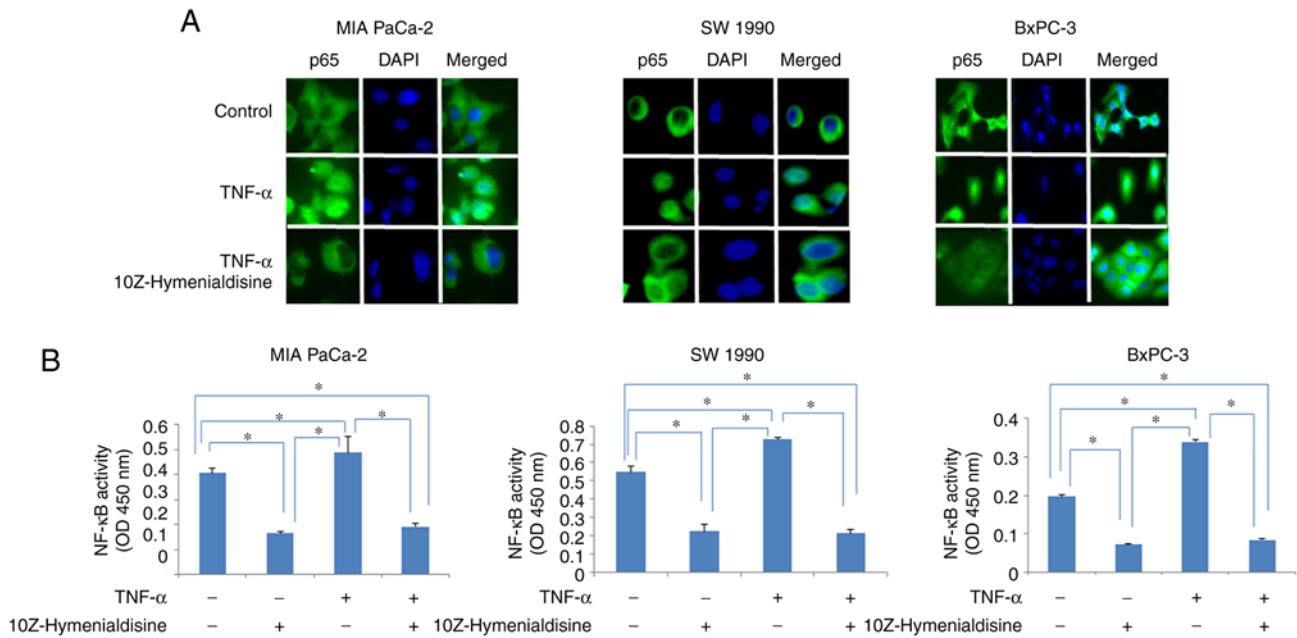 A
MIA PaCa-2
SW 1990
BxPC-3
p65 DAPI Merged
p65 DAPI Merged
p65 DAPI Merged
Control
TNF-α
TNF-α
10Z-Hymenialdisine
B
MIA PaCa-2
NF-κB activity
(OD 450 nm)
0.6
0.5
0.4
0.3
0.2
0.1
0
* * * * *
SW 1990
NF-κB activity
(OD 450 nm)
0.8
0.7
0.6
0.5
0.4
0.3
0.2
0.1
0
* * * * *
BxPC-3
NF-κB activity
(OD 450 nm)
0.4
0.3
0.2
0.1
0
* * * * *
TNF-α – – + +
10Z-Hymenialdisine – + – +
TNF-α – – + +
10Z-Hymenialdisine – + – +
TNF-α – – + +
10Z-Hymenialdisine – + – +